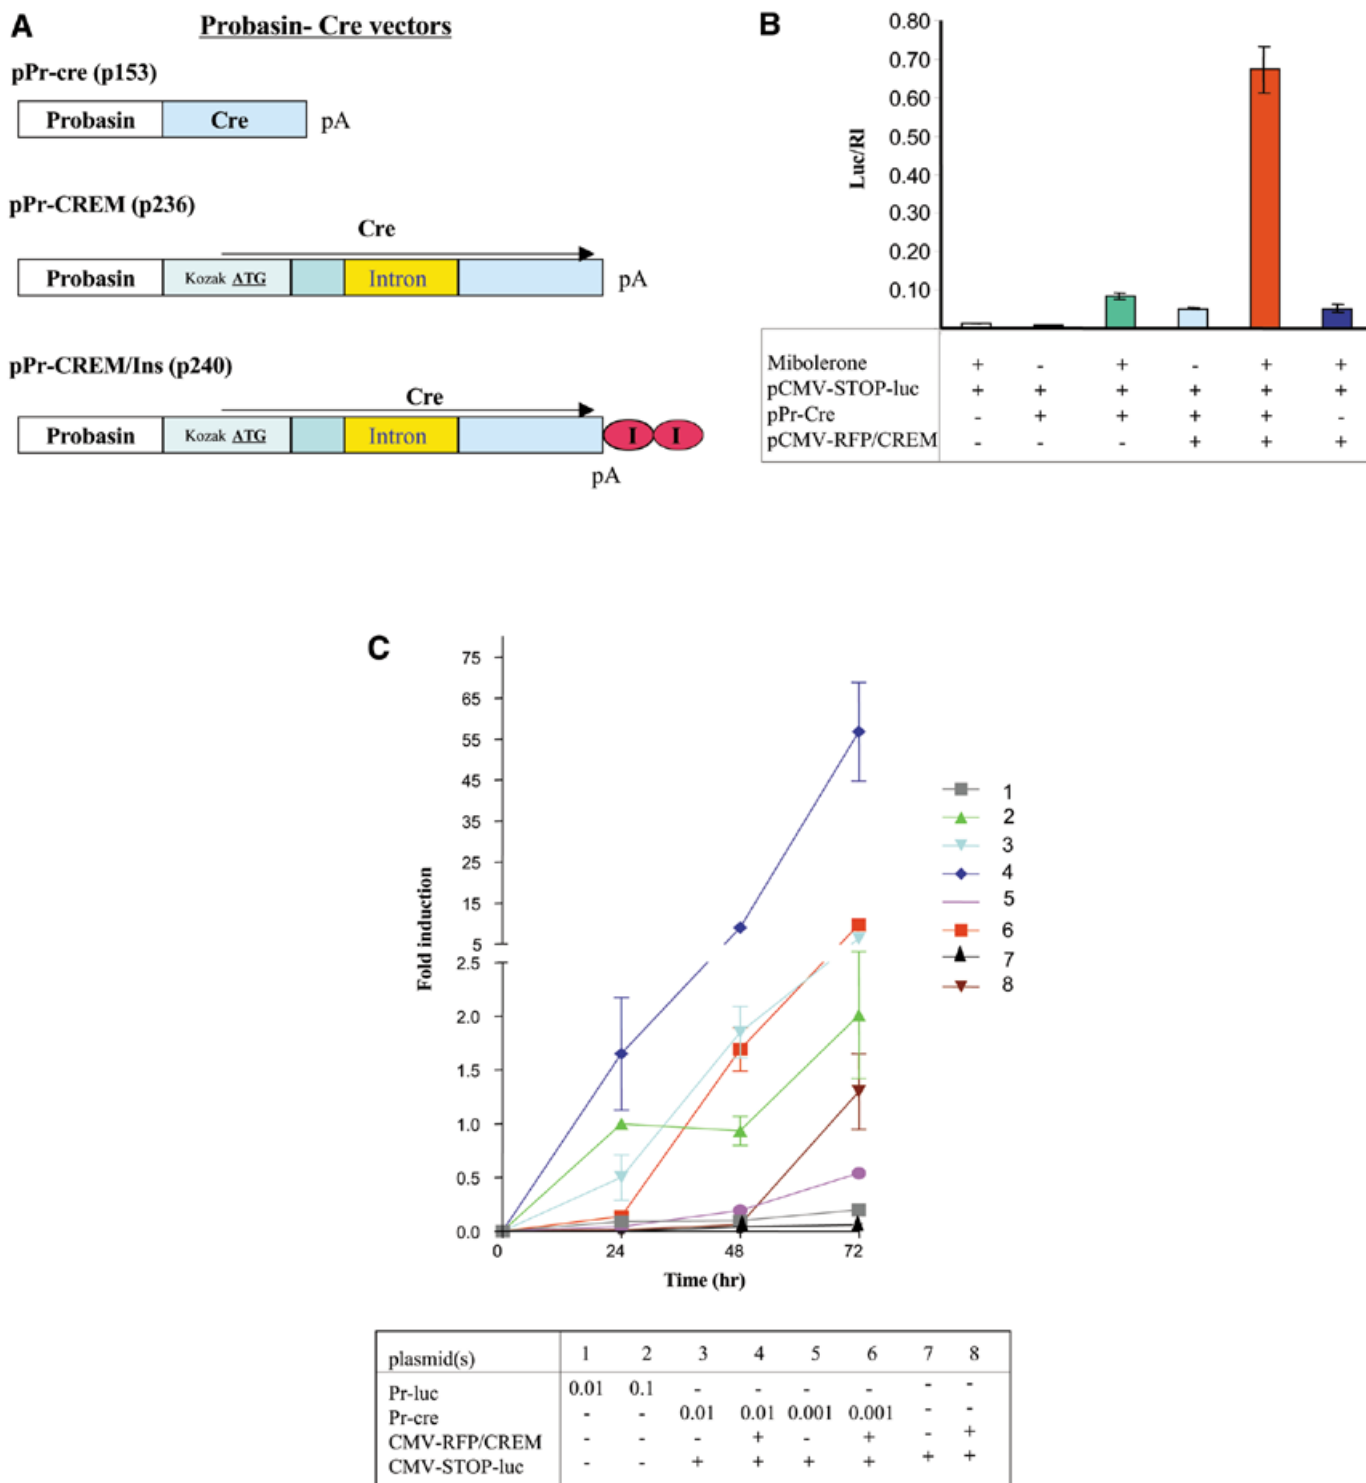 A
Probasin- Cre vectors
pPr-cre (p153)
Probasin Cre pA
pPr-CREM (p236)
Cre
Probasin Kozak ATG Intron pA
pPr-CREM/Ins (p240)
Cre
Probasin Kozak ATG Intron I I
pA
B
Luc/Rl
0.80
0.70
0.60
0.50
0.40
0.30
0.20
0.10
Mibolerone + - + - + +
pCMV-STOP-luc + + + + + +
pPr-Cre - + + + + -
pCMV-RFP/CREM - - - + + +
C
Fold induction
75
65
55
45
35
25
15
5
2.5
2.0
1.5
1.0
0.5
0.0
0 24 48 72
Time (hr)
1
2
3
4
5
6
7
8
plasmid(s) 1 2 3 4 5 6 7 8
Pr-luc 0.01 0.1 - - - - - -
Pr-cre - - 0.01 0.01 0.001 0.001 - -
CMV-RFP/CREM - - - + - + - +
CMV-STOP-luc - - + + + + + +